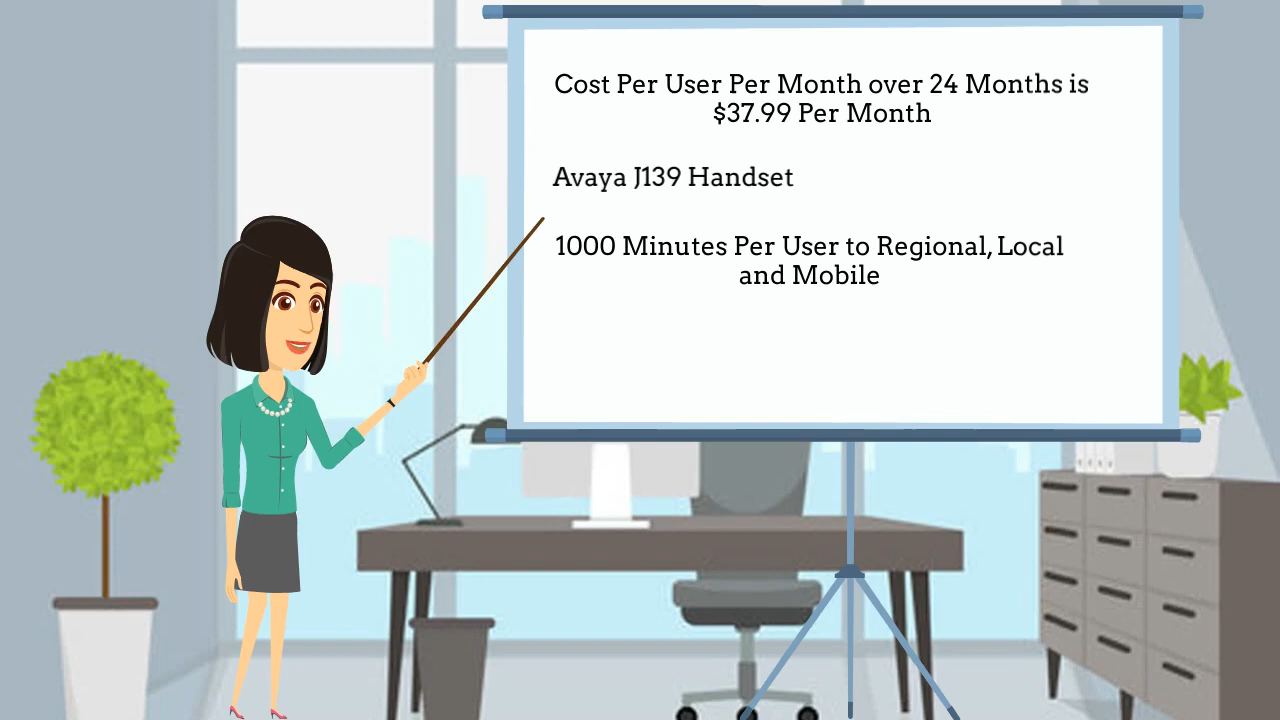 Cost Per User Per Month over 24 Months is
$37.99 Per Month
Avaya J139 Handset
1000 Minutes Per User to Regional, Local
and Mobile